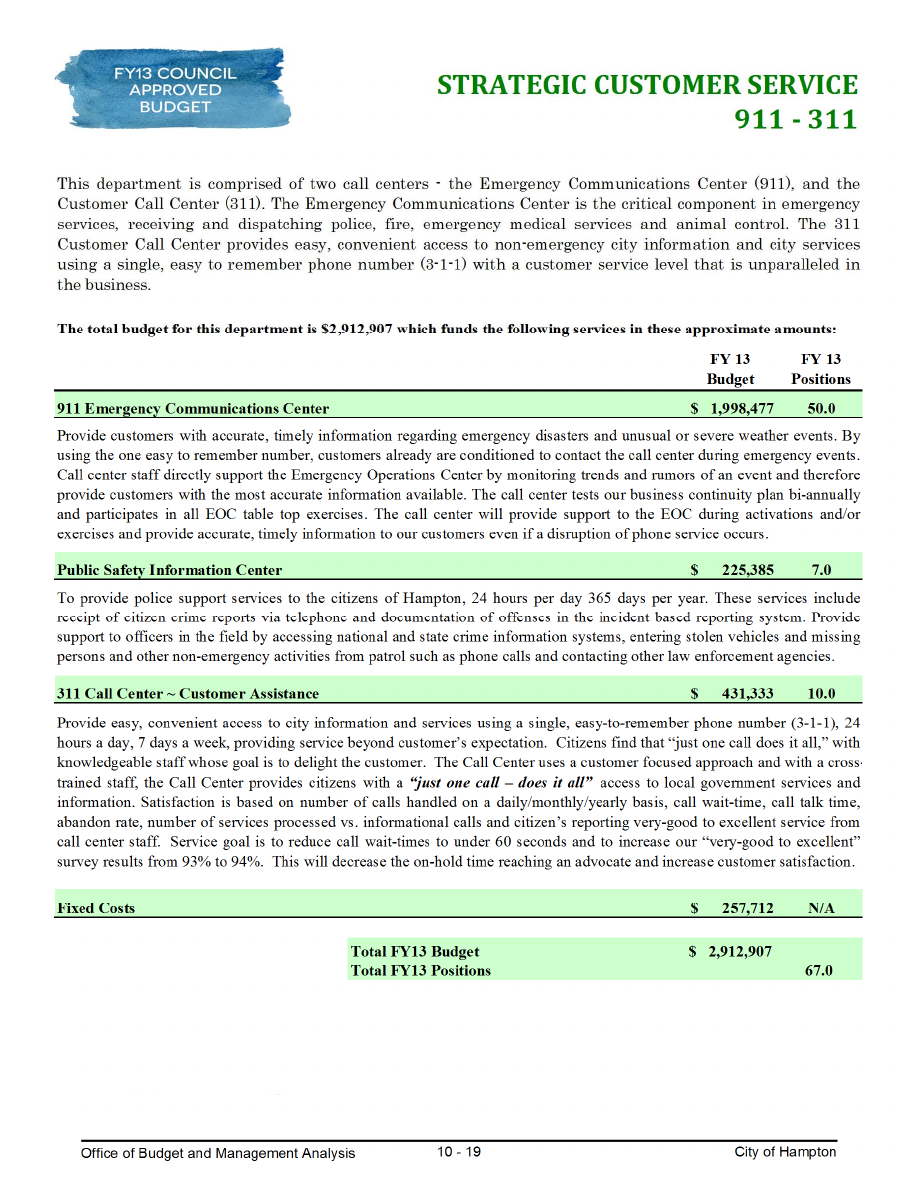 FY13 COUNCIL
APPROVED
BUDGET
STRATEGIC CUSTOMER SERVICE
911 - 311
This department is comprised of two call centers - the Emergency Communications Center (911), and the
Customer Call Center (311). The Emergency Communications Center is the critical component in emergency
services, receiving and dispatching police, fire, emergency medical services and animal control. The 311
Customer Call Center provides easy, convenient access to non-emergency city information and city services
using a single, easy to remember phone number (3-1-1) with a customer service level that is unparalleled in
the business.
The total budget for this department is $2,912,907 which funds the following services in these approximate amounts:
FY 13 FY 13
Budget Positions
911 Emergency Communications Center $ 1,998,477 50.0
Provide customers with accurate, timely information regarding emergency disasters and unusual or severe weather events. By
using the one easy to remember number, customers already are conditioned to contact the call center during emergency events.
Call center staff directly support the Emergency Operations Center by monitoring trends and rumors of an event and therefore
provide customers with the most accurate information available. The call center tests our business continuity plan bi-annually
and participates in all EOC table top exercises. The call center will provide support to the EOC during activations and/or
exercises and provide accurate, timely information to our customers even if a disruption of phone service occurs.
Public Safety Information Center $ 225,385 7.0
To provide police support services to the citizens of Hampton, 24 hours per day 365 days per year. These services include
receipt of citizen crime reports via telephone and documentation of offenses in the incident based reporting system. Provide
support to officers in the field by accessing national and state crime information systems, entering stolen vehicles and missing
persons and other non-emergency activities from patrol such as phone calls and contacting other law enforcement agencies.
311 Call Center ~ Customer Assistance $ 431,333 10.0
Provide easy, convenient access to city information and services using a single, easy-to-remember phone number (3-1-1), 24
hours a day, 7 days a week, providing service beyond customer's expectation. Citizens find that “just one call does it all,” with
knowledgeable staff whose goal is to delight the customer. The Call Center uses a customer focused approach and with a cross-
trained staff, the Call Center provides citizens with a “just one call – does it all” access to local government services and
information. Satisfaction is based on number of calls handled on a daily/monthly/yearly basis, call wait-time, call talk time,
abandon rate, number of services processed vs. informational calls and citizen's reporting very-good to excellent service from
call center staff. Service goal is to reduce call wait-times to under 60 seconds and to increase our “very-good to excellent”
survey results from 93% to 94%. This will decrease the on-hold time reaching an advocate and increase customer satisfaction.
Fixed Costs $ 257,712 N/A
Total FY13 Budget $ 2,912,907
Total FY13 Positions 67.0
Office of Budget and Management Analysis 10 - 19 City of Hampton